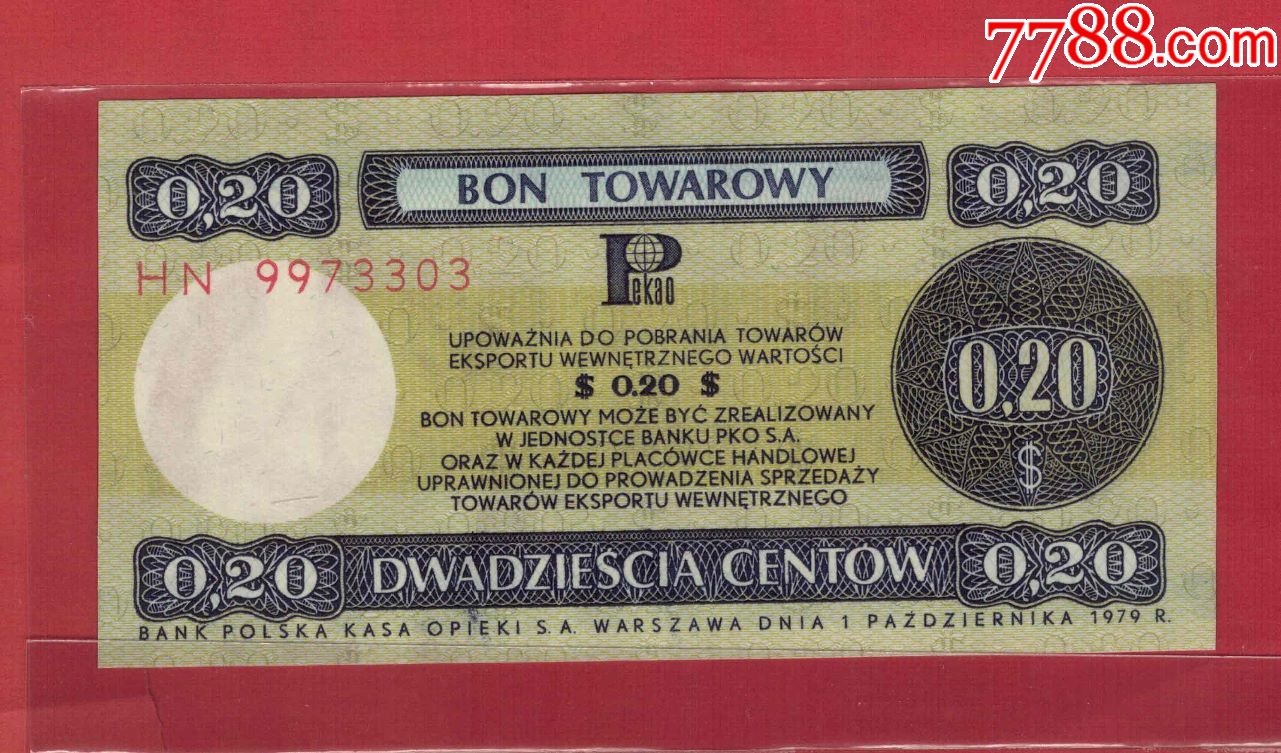 7788.com
0,20 BON TOWAROWY 0,20
HN 9973303
Pekao
UPOWAŻNIA DO POBRANIA TOWARÓW
EKSPORTU WEWNĘTRZNEGO WARTOŚCI
$ 0.20 $
BON TOWAROWY MOŻE BYĆ ZREALIZOWANY
W JEDNOSTCE BANKU PKO S.A.
ORAZ W KAŻDEJ PLACÓWCE HANDLOWEJ
UPRAWNIONEJ DO PROWADZENIA SPRZEDAŻY
TOWARÓW EKSPORTU WEWNĘTRZNEGO
0,20
$
0,20 DWADZIEŚCIA CENTÓW 0,20
BANK POLSKA KASA OPIEKI S.A. WARSZAWA DNIA 1 PAŹDZIERNIKA 1979 R.